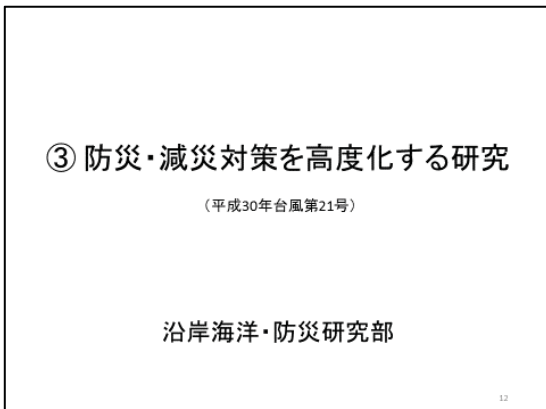 ③ 防災・減災対策を高度化する研究
（平成30年台風第21号）
沿岸海洋・防災研究部
12